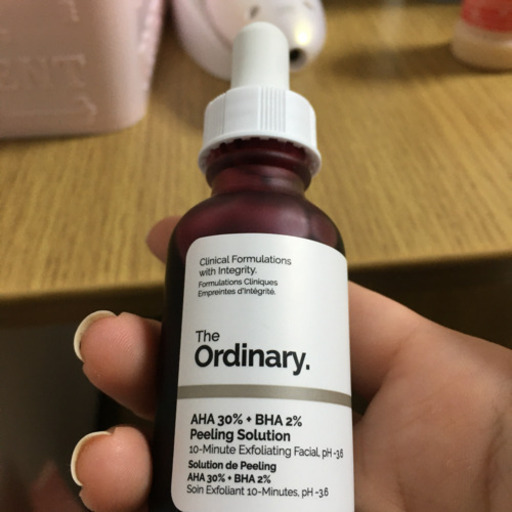 Clinical Formulations
with Integrity.
Formulations Cliniques
Empreintes d'Intégrité.
The
Ordinary.
AHA 30% + BHA 2%
Peeling Solution
10-Minute Exfoliating Facial, pH ~3.6
Solution de Peeling
AHA 30% + BHA 2%
Soin Exfoliant 10-Minutes, pH ~3.6